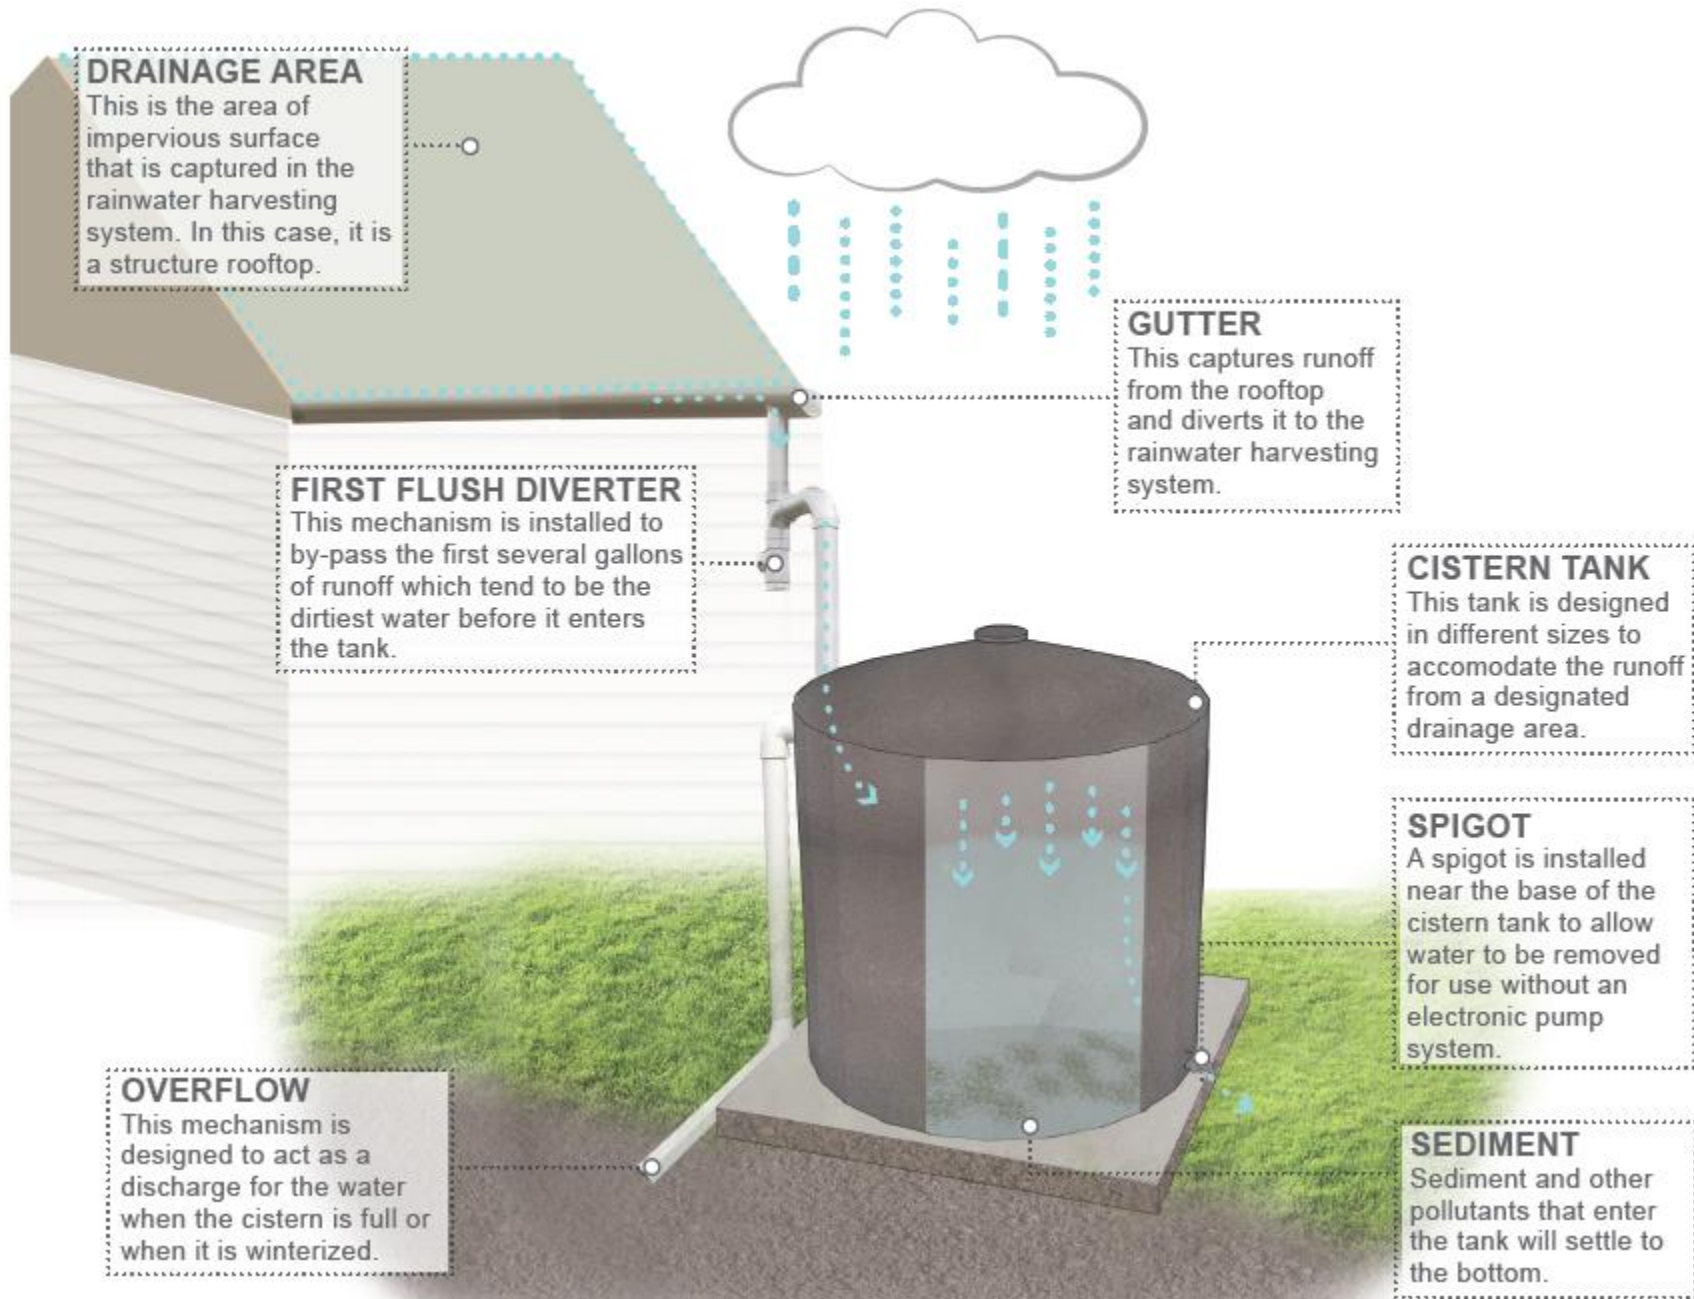 DRAINAGE AREA
This is the area of
impervious surface
that is captured in the
rainwater harvesting
system. In this case, it is
a structure rooftop.
GUTTER
This captures runoff
from the rooftop
and diverts it to the
rainwater harvesting
system.
FIRST FLUSH DIVERTER
This mechanism is installed to
by-pass the first several gallons
of runoff which tend to be the
dirtiest water before it enters
the tank.
CISTERN TANK
This tank is designed
in different sizes to
accomodate the runoff
from a designated
drainage area.
SPIGOT
A spigot is installed
near the base of the
cistern tank to allow
water to be removed
for use without an
electronic pump
system.
OVERFLOW
This mechanism is
designed to act as a
discharge for the water
when the cistern is full or
when it is winterized.
SEDIMENT
Sediment and other
pollutants that enter
the tank will settle to
the bottom.